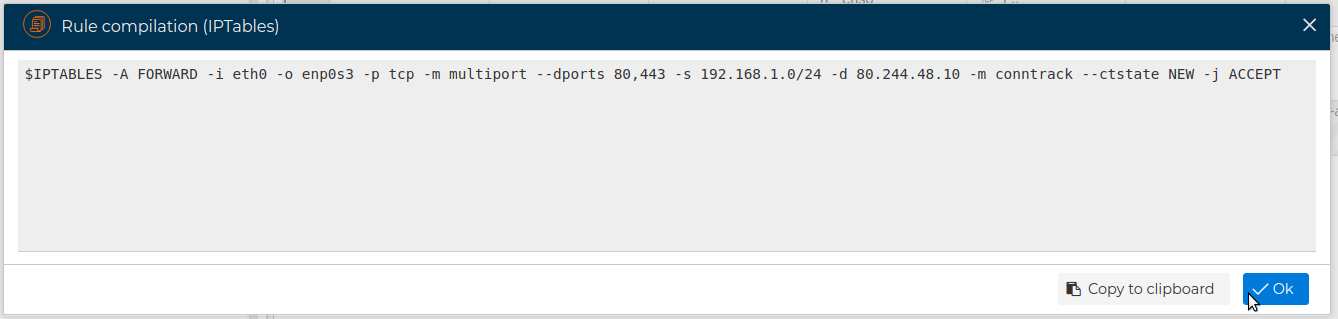 Rule compilation (IPTables)
$IPTABLES -A FORWARD -i eth0 -o enp0s3 -p tcp -m multiport --dports 80,443 -s 192.168.1.0/24 -d 80.244.48.10 -m conntrack --ctstate NEW -j ACCEPT
Copy to clipboard
Ok